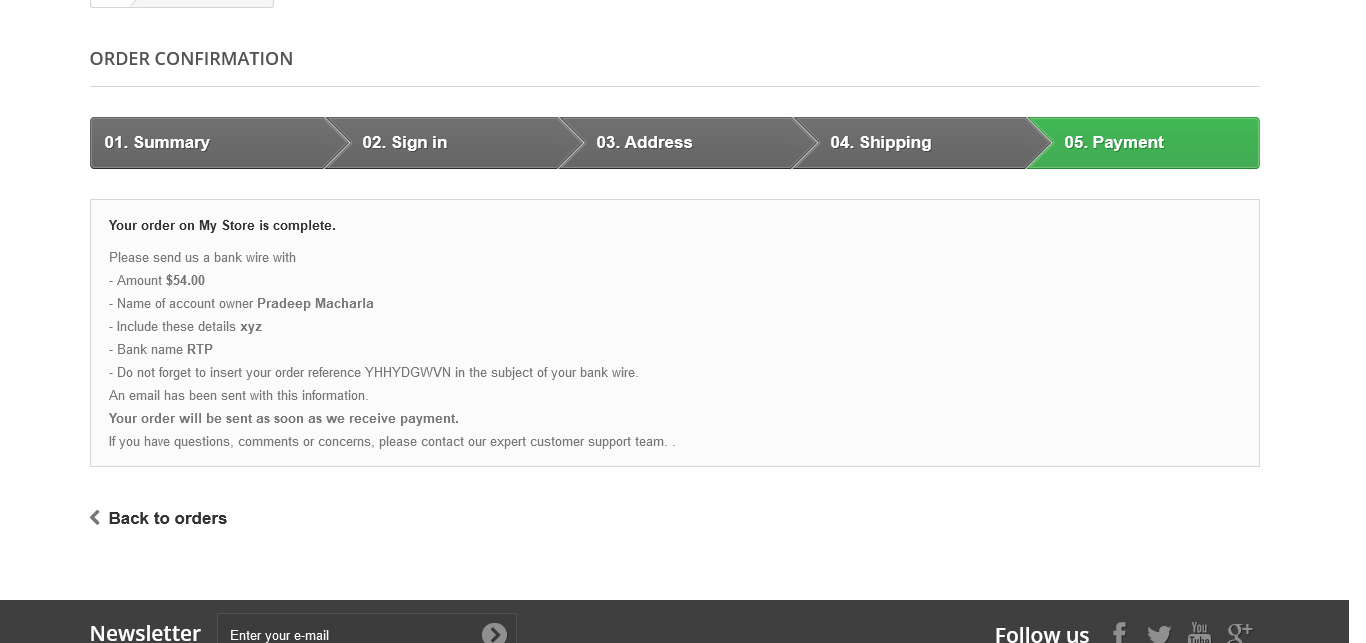 ORDER CONFIRMATION
01. Summary
02. Sign in
03. Address
04. Shipping
05. Payment
Your order on My Store is complete.
Please send us a bank wire with
- Amount $54.00
- Name of account owner Pradeep Macharla
- Include these details xyz
- Bank name RTP
- Do not forget to insert your order reference YHHYDGWVN in the subject of your bank wire.
An email has been sent with this information.
Your order will be sent as soon as we receive payment.
If you have questions, comments or concerns, please contact our expert customer support team. .
Back to orders
Newsletter
Enter your e-mail
Follow us
You
Tube
g+